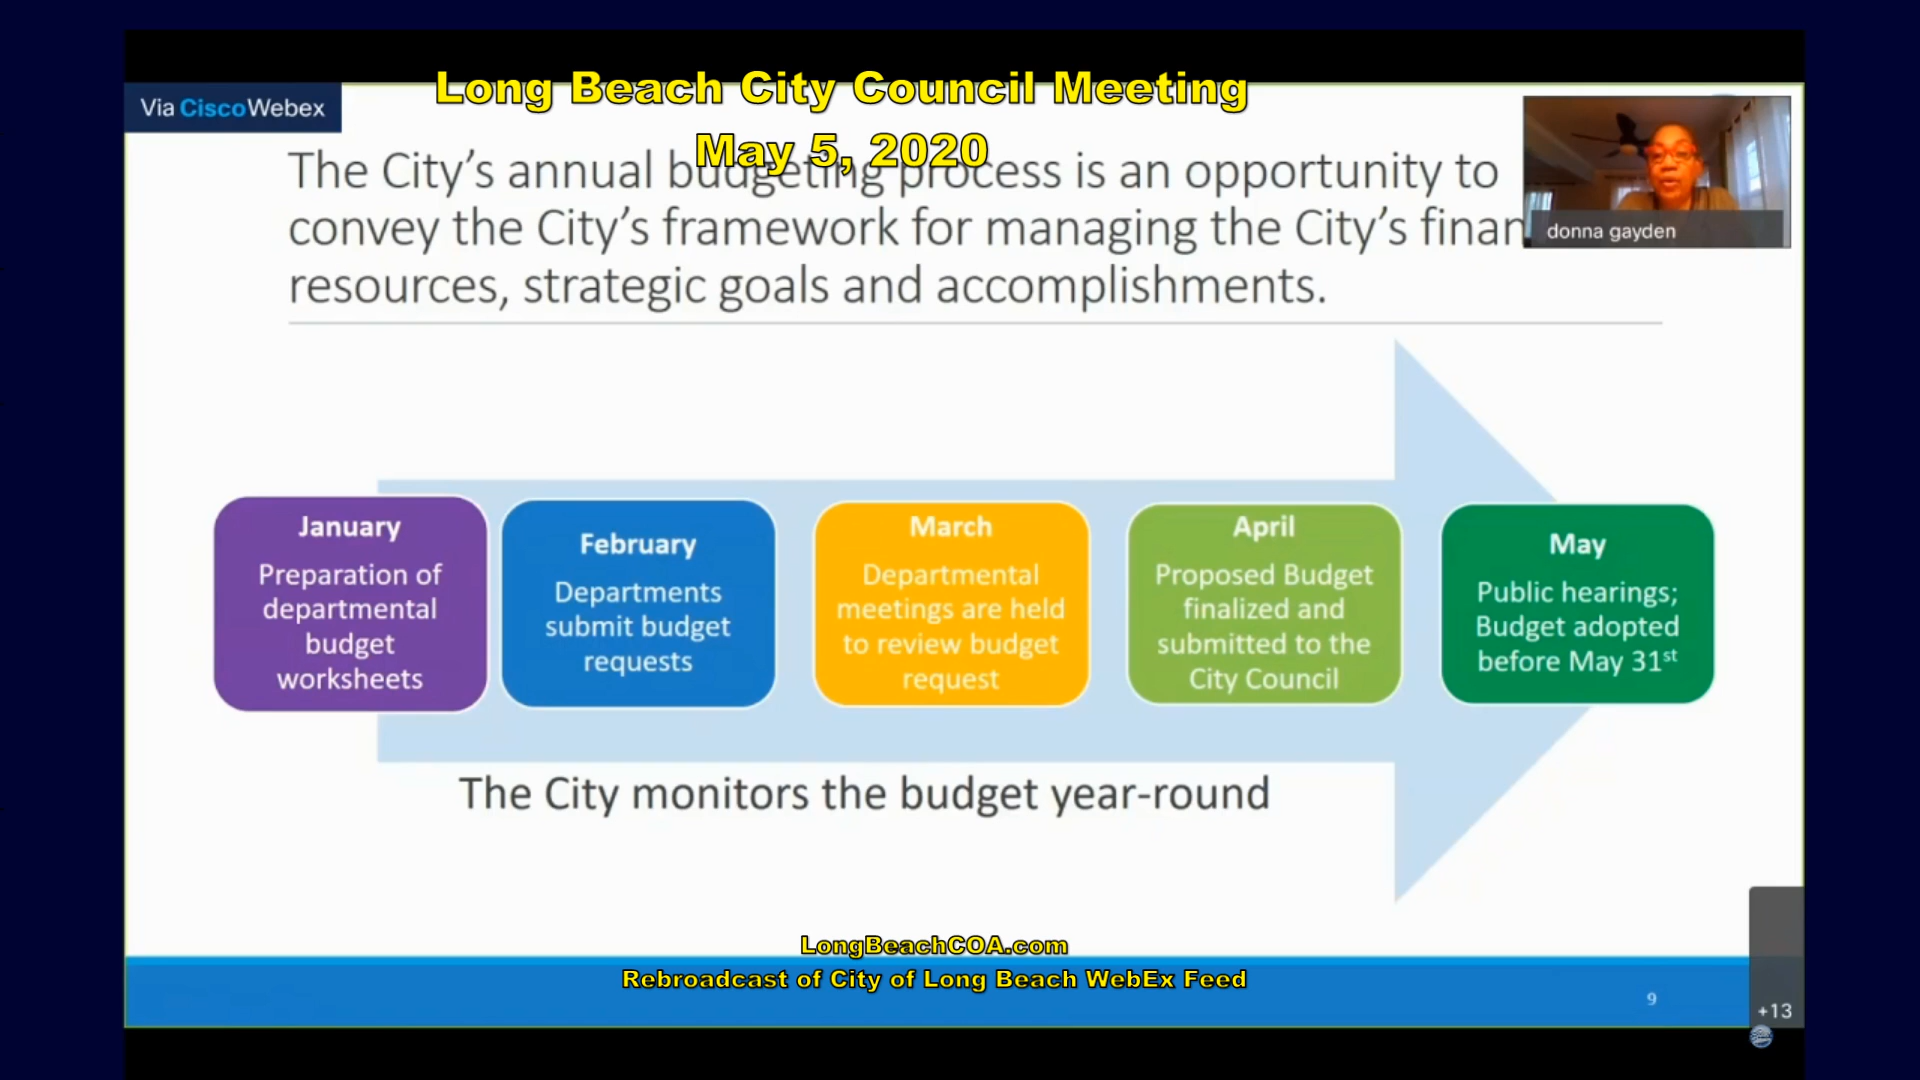 Via CiscoWebex
Long Beach City Council Meeting
May 5, 2020
The City's annual budgeting process is an opportunity to
convey the City's framework for managing the City's finan
resources, strategic goals and accomplishments.
donna gayden
January
Preparation of
departmental
budget
worksheets
February
Departments
submit budget
requests
March
Departmental
meetings are held
to review budget
request
April
Proposed Budget
finalized and
submitted to the
City Council
May
Public hearings;
Budget adopted
before May 31st
The City monitors the budget year-round
LongBeachCOA.com
Rebroadcast of City of Long Beach WebEx Feed
9
+13